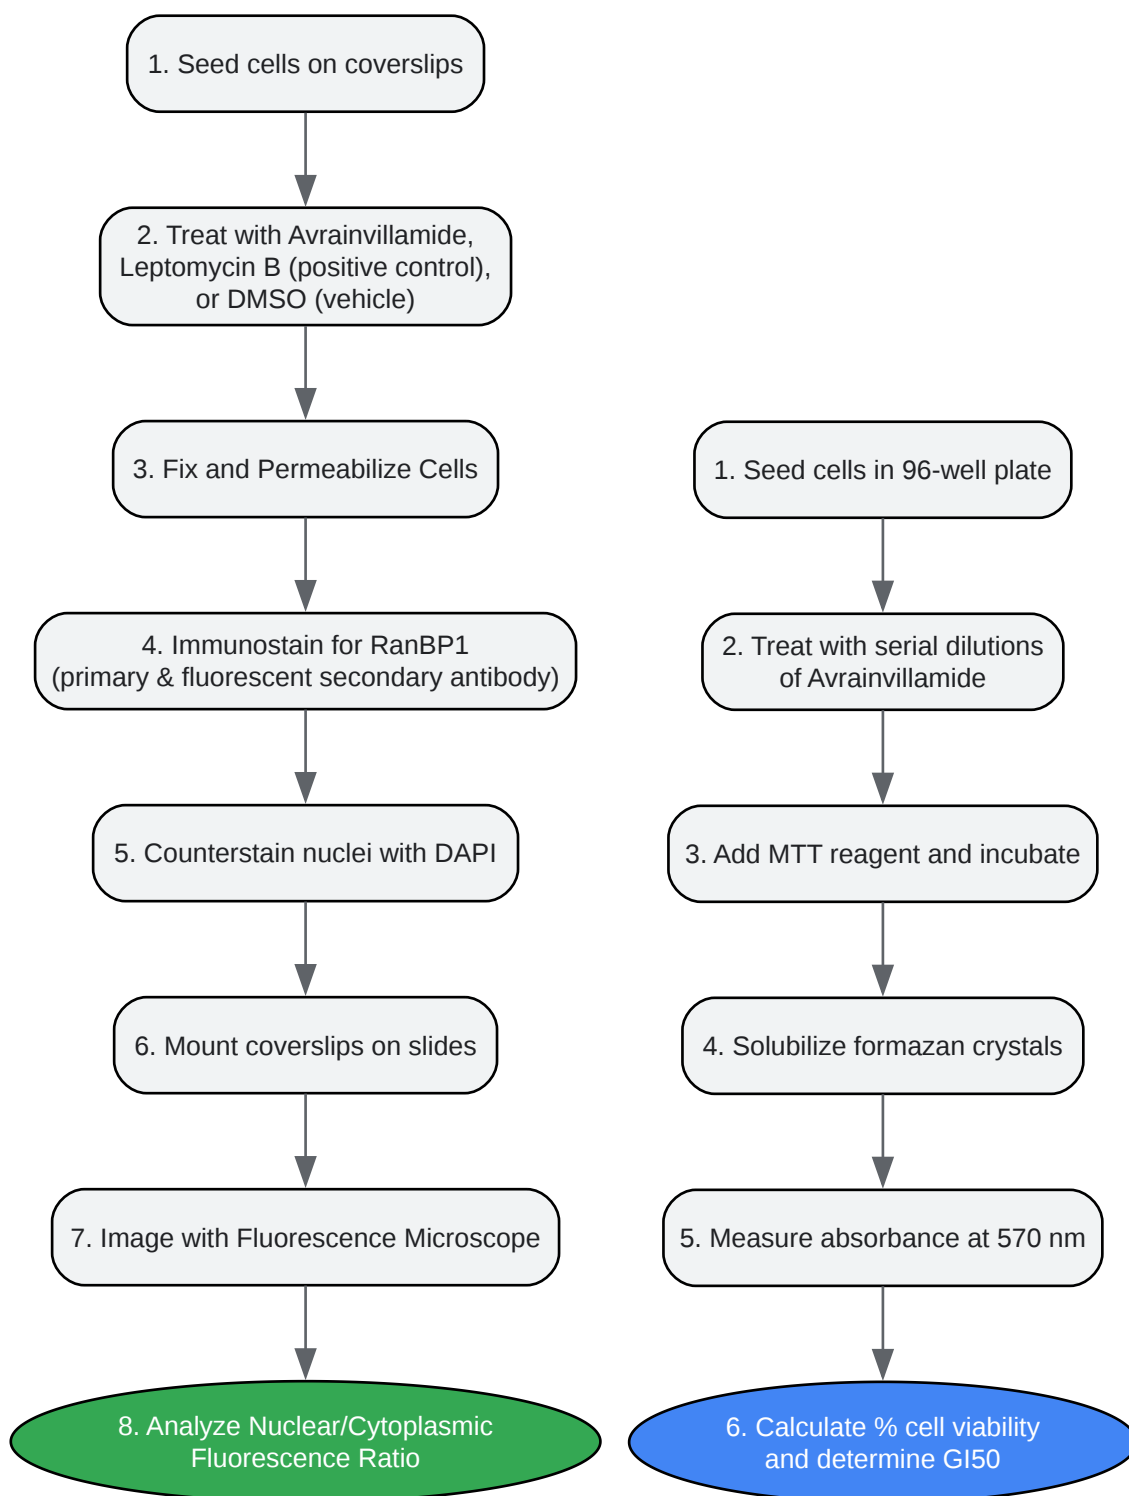 1. Seed cells on coverslips
2. Treat with Avrainvillamide,
Leptomycin B (positive control),
or DMSO (vehicle)
3. Fix and Permeabilize Cells
4. Immunostain for RanBP1
(primary & fluorescent secondary antibody)
5. Counterstain nuclei with DAPI
6. Mount coverslips on slides
7. Image with Fluorescence Microscope
8. Analyze Nuclear/Cytoplasmic
Fluorescence Ratio
1. Seed cells in 96-well plate
2. Treat with serial dilutions
of Avrainvillamide
3. Add MTT reagent and incubate
4. Solubilize formazan crystals
5. Measure absorbance at 570 nm
6. Calculate % cell viability
and determine GI50